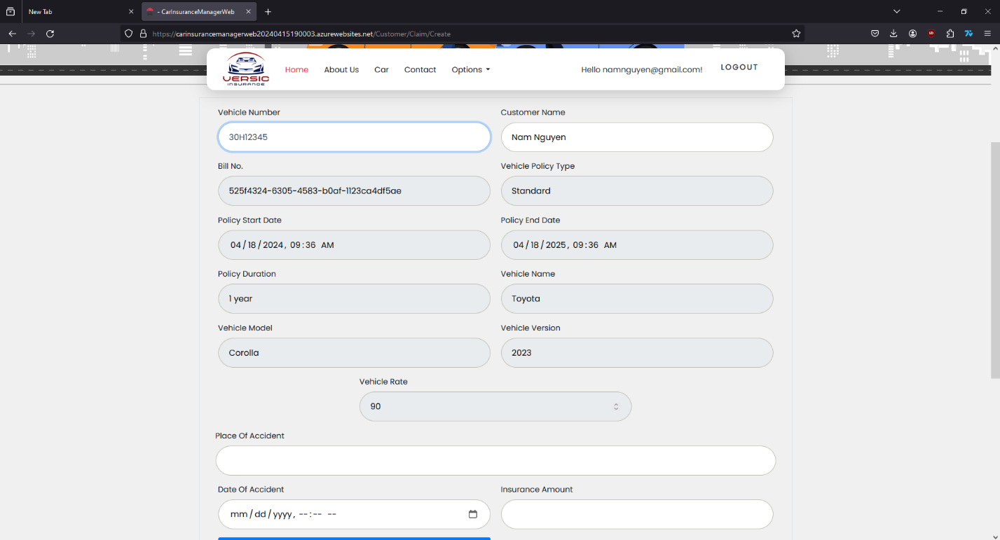 New Tab
- CarInsuranceManagerWeb
https://carinsurancemanagerweb20240415190003.azurewebsites.net/Customer/Claim/Create
VERSIC
INSURANCE
Home About Us Car Contact Options Hello namnguyen@gmail.com! LOGOUT
Vehicle Number Customer Name
30H12345 Nam Nguyen
Bill No. Vehicle Policy Type
525f4324-6305-4583-b0af-1123ca4df5ae Standard
Policy Start Date Policy End Date
04/18/2024, 09:36 AM 04/18/2025, 09:36 AM
Policy Duration Vehicle Name
1 year Toyota
Vehicle Model Vehicle Version
Corolla 2023
Vehicle Rate
90
Place Of Accident
Date Of Accident Insurance Amount
mm/dd/yyyy, --:-- --